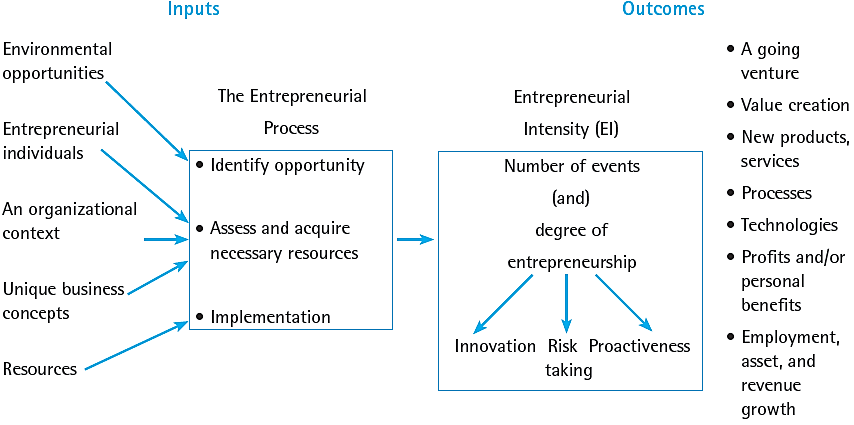 Inputs
Outcomes
Environmental
opportunities
Entrepreneurial
individuals
An organizational
context
Unique business
concepts
Resources
The Entrepreneurial
Process
• Identify opportunity
• Assess and acquire
necessary resources
• Implementation
Entrepreneurial
Intensity (EI)
Number of events
(and)
degree of
entrepreneurship
Innovation
Risk
taking
Proactiveness
• A going
venture
• Value creation
• New products,
services
• Processes
• Technologies
• Profits and/or
personal
benefits
• Employment,
asset, and
revenue
growth